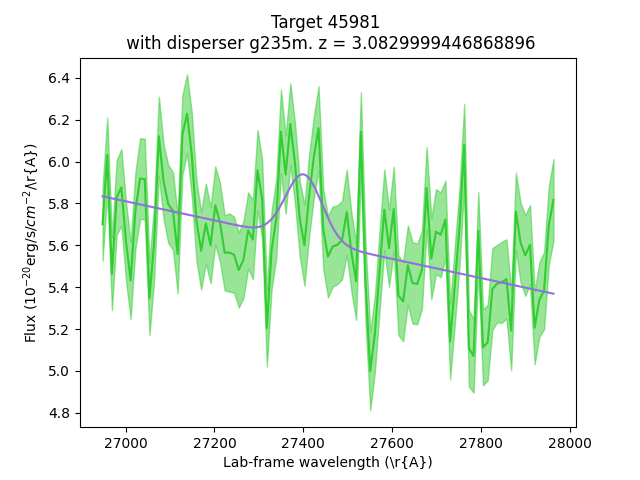 Target 45981
with disperser g235m. z = 3.0829999446868896
6.4
6.2
6.0
5.8
5.6
5.4
5.2
5.0
4.8
Flux (10^{-20}erg/s/cm^{-2}/\r{A})
27000 27200 27400 27600 27800 28000
Lab-frame wavelength (\r{A})